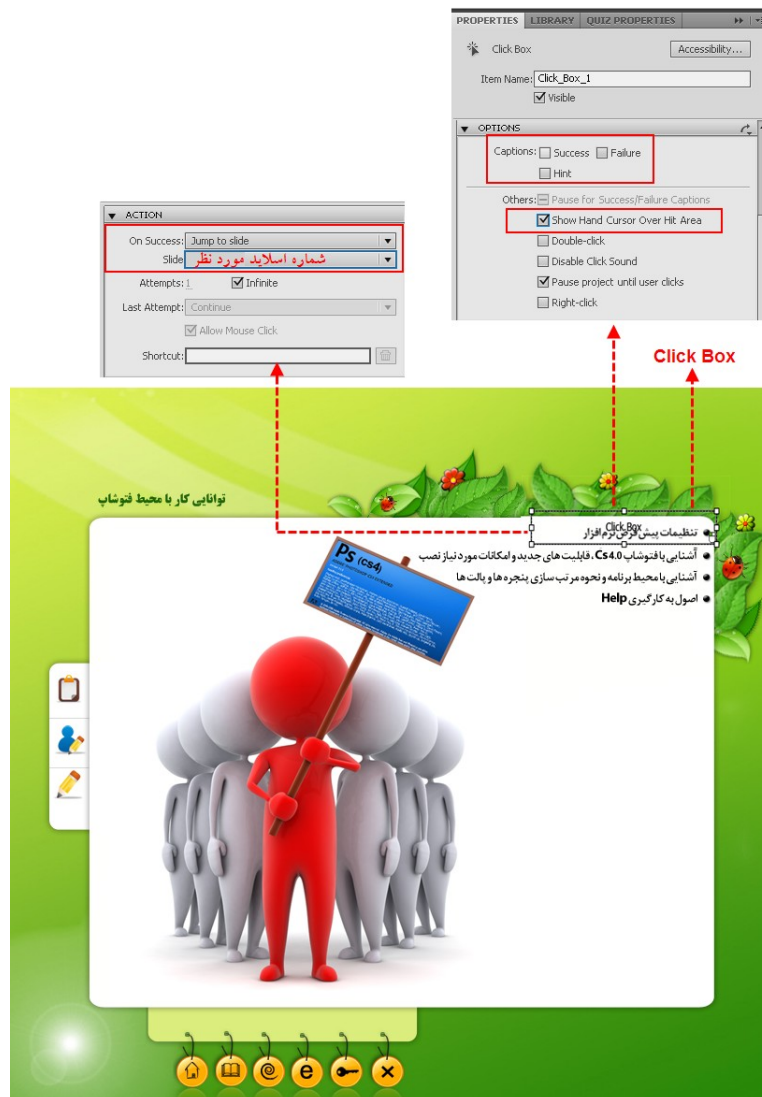 PROPERTIES LIBRARY QUIZ PROPERTIES
Click Box
Accessibility...
Item Name: Click_Box_1
Visible
OPTIONS
Captions: Success Failure
Hint
Others: Pause for Success/Failure Captions
Show Hand Cursor Over Hit Area
Double-click
Disable Click Sound
Pause project until user clicks
Right-click
ACTION
On Success: Jump to slide
Slide شماره اسلاید مورد نظر
Attempts: 1 Infinite
Last Attempt: Continue
Allow Mouse Click
Shortcut:
Click Box
توانایی کار با محیط فتوشاپ
Click Box
تنظیمات پیش فرض نرم افزار
آشنایی با فتوشاپ Cs4.0، قابلیت های جدید و امکانات مورد نیاز نصب
آشنایی با محیط برنامه و نحوه مرتب سازی پنجره ها و پالت ها
اصول به کارگیری Help
PS (CS4)